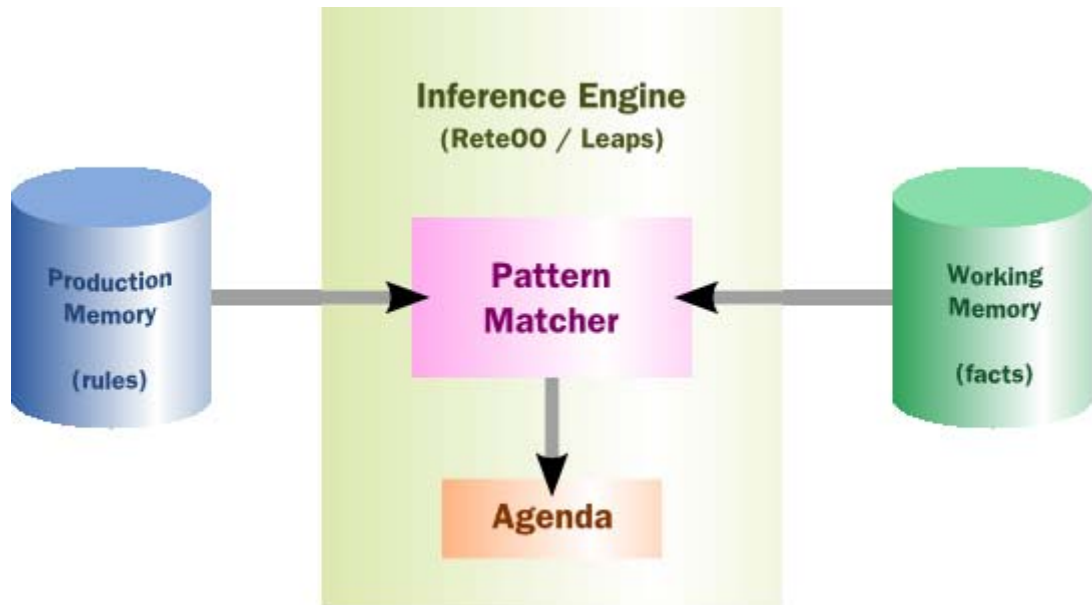 Inference Engine
(ReteOO / Leaps)
Production
Memory
(rules)
Pattern
Matcher
Working
Memory
(facts)
Agenda